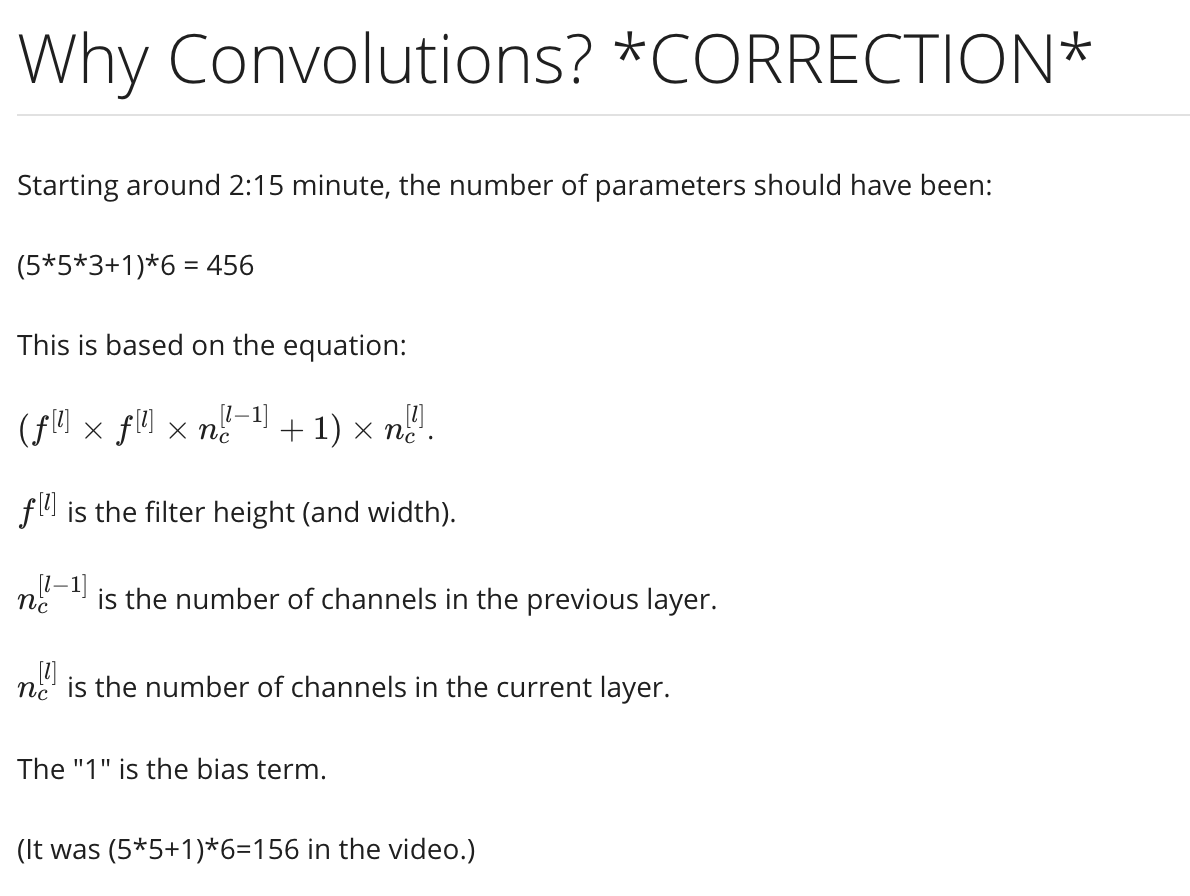 Why Convolutions? *CORRECTION*
Starting around 2:15 minute, the number of parameters should have been:
(5*5*3+1)*6 = 456
This is based on the equation:
$(f^{[l]} \times f^{[l]} \times n_c^{[l-1]} + 1) \times n_c^{[l]}$.
$f^{[l]}$ is the filter height (and width).
$n_c^{[l-1]}$ is the number of channels in the previous layer.
$n_c^{[l]}$ is the number of channels in the current layer.
The "1" is the bias term.
(It was (5*5+1)*6=156 in the video.)